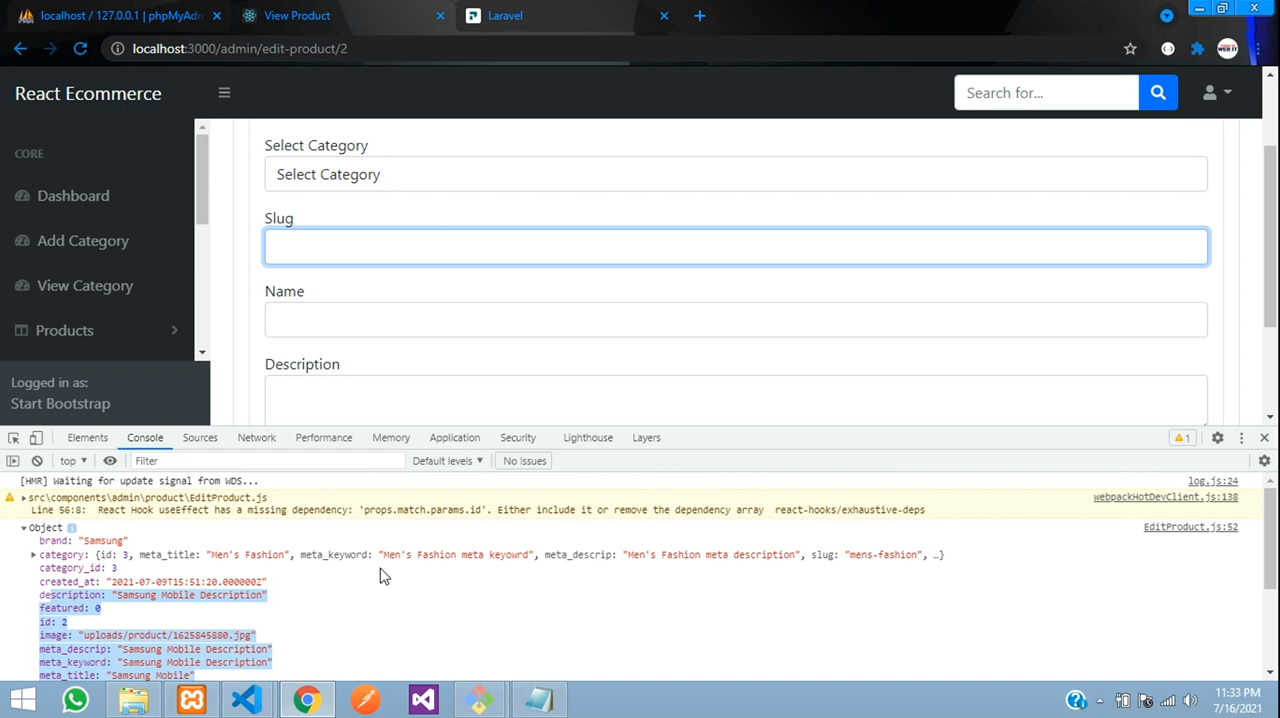 localhost / 127.0.0.1 | phpMyAdn
View Product
Laravel
localhost:3000/admin/edit-product/2
React Ecommerce
Search for...
CORE
Dashboard
Add Category
View Category
Products
Logged in as:
Start Bootstrap
Select Category
Select Category
Slug
Name
Description
Elements Console Sources Network Performance Memory Application Security Lighthouse Layers
1
top
Filter
Default levels
No Issues
[HMR] Waiting for update signal from WDS... log.js:24
src\components\admin\product\EditProduct.js webpackHotDevClient.js:138
Line 56:8: React Hook useEffect has a missing dependency: 'props.match.params.id'. Either include it or remove the dependency array react-hooks/exhaustive-deps
Object EditProduct.js:52
brand: "Samsung"
category: {id: 3, meta_title: "Men's Fashion", meta_keyword: "Men's Fashion meta keyowrd", meta_descrip: "Men's Fashion meta description", slug: "mens-fashion", …}
category_id: 3
created_at: "2021-07-09T15:51:20.000000Z"
description: "Samsung Mobile Description"
featured: 0
id: 2
image: "uploads/product/1625845880.jpg"
meta_descrip: "Samsung Mobile Description"
meta_keyword: "Samsung Mobile Description"
meta_title: "Samsung Mobile"
11:33 PM
7/16/2021